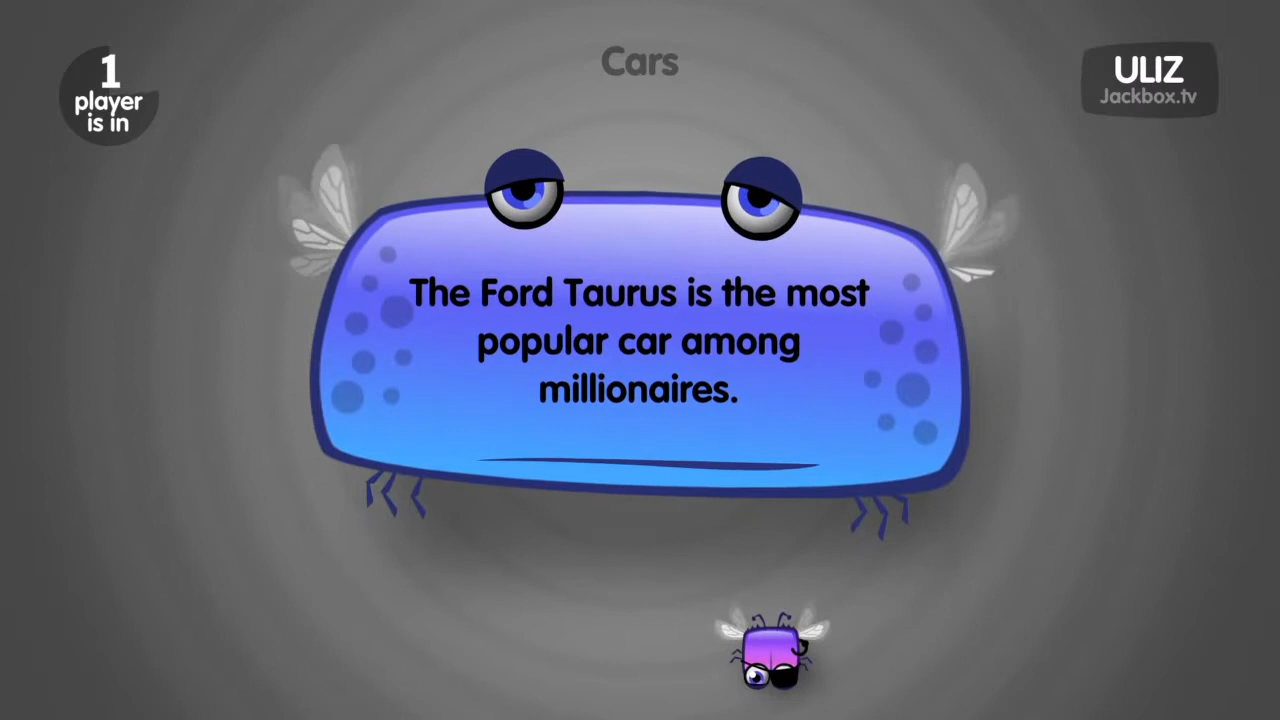 1
player
is in
Cars
ULIZ
Jackbox.tv
The Ford Taurus is the most
popular car among
millionaires.